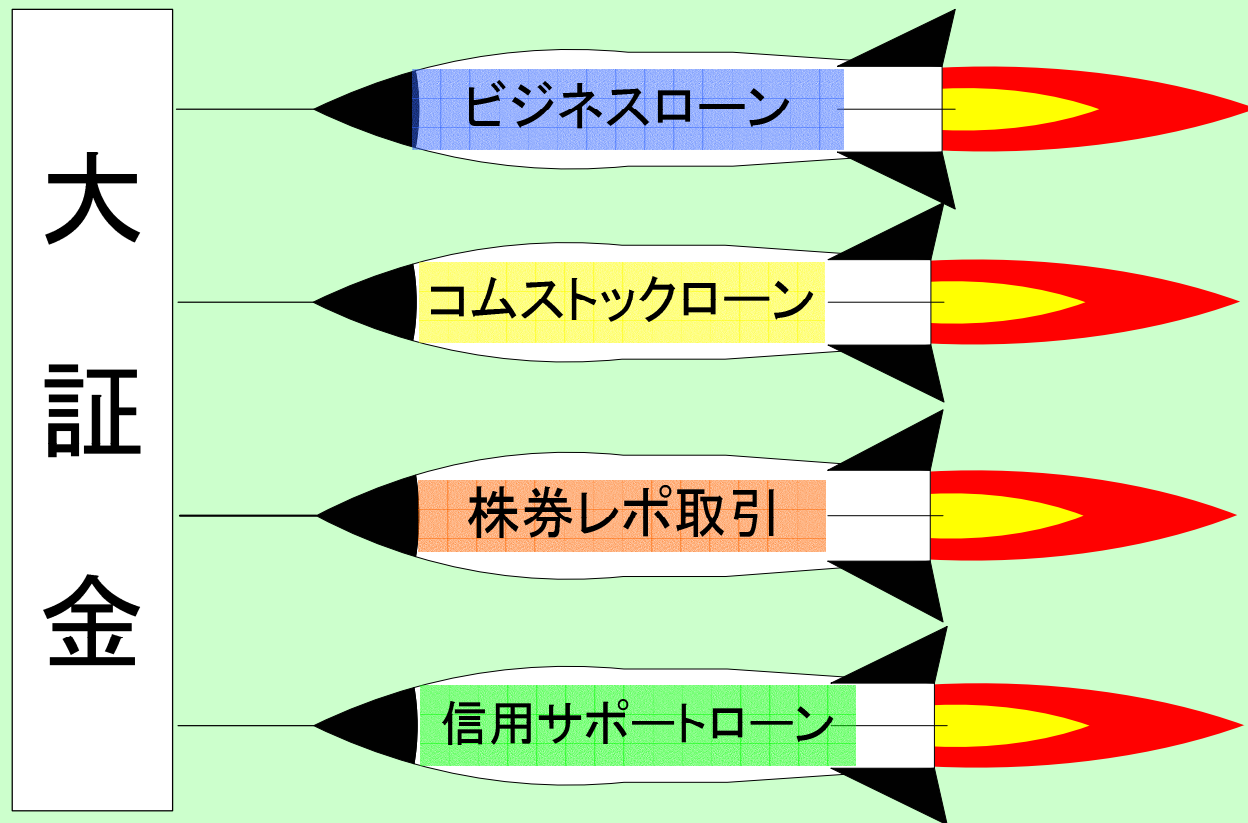 大証金
ビジネスローン
コムストックローン
株券レポ取引
信用サポートローン